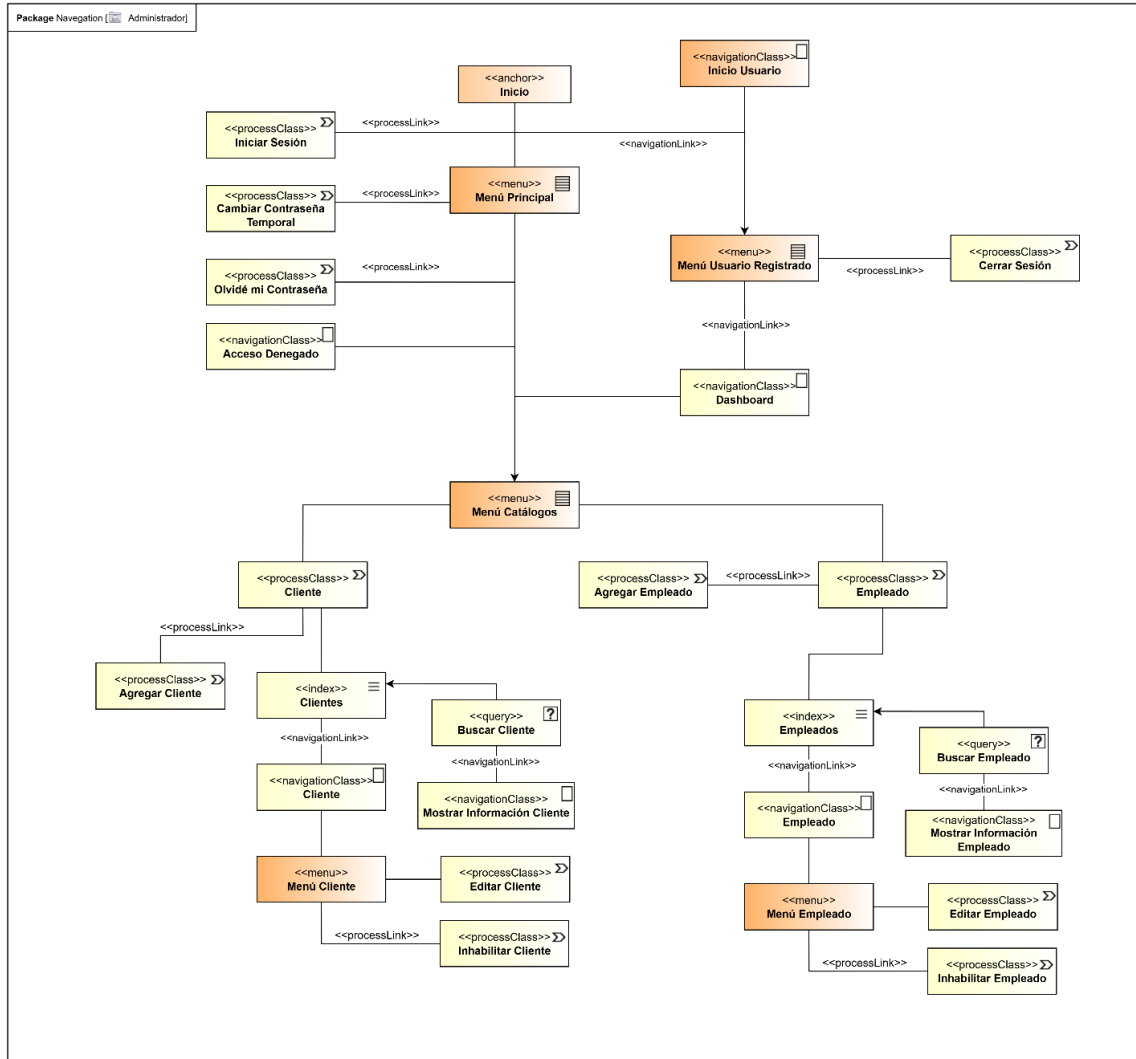 Package Navegation [ Administrador]
<<navigationClass>>
Inicio Usuario
<<anchor>>
Inicio
<<processClass>>
Iniciar Sesión
<<processLink>>
<<navigationLink>>
<<menu>>
Menú Principal
<<processClass>>
Cambiar Contraseña
Temporal
<<processLink>>
<<menu>>
Menú Usuario Registrado
<<processLink>>
<<processClass>>
Cerrar Sesión
<<processClass>>
Olvidé mi Contraseña
<<processLink>>
<<navigationClass>>
Acceso Denegado
<<navigationLink>>
<<navigationClass>>
Dashboard
<<menu>>
Menú Catálogos
<<processClass>>
Cliente
<<processClass>>
Agregar Empleado
<<processLink>>
<<processClass>>
Empleado
<<processLink>>
<<processClass>>
Agregar Cliente
<<index>>
Clientes
<<query>>
Buscar Cliente
<<index>>
Empleados
<<query>>
Buscar Empleado
<<navigationLink>>
<<navigationLink>>
<<navigationLink>>
<<navigationLink>>
<<navigationClass>>
Cliente
<<navigationClass>>
Mostrar Información Cliente
<<navigationClass>>
Empleado
<<navigationClass>>
Mostrar Información
Empleado
<<menu>>
Menú Cliente
<<processClass>>
Editar Cliente
<<menu>>
Menú Empleado
<<processClass>>
Editar Empleado
<<processLink>>
<<processClass>>
Inhabilitar Cliente
<<processLink>>
<<processClass>>
Inhabilitar Empleado